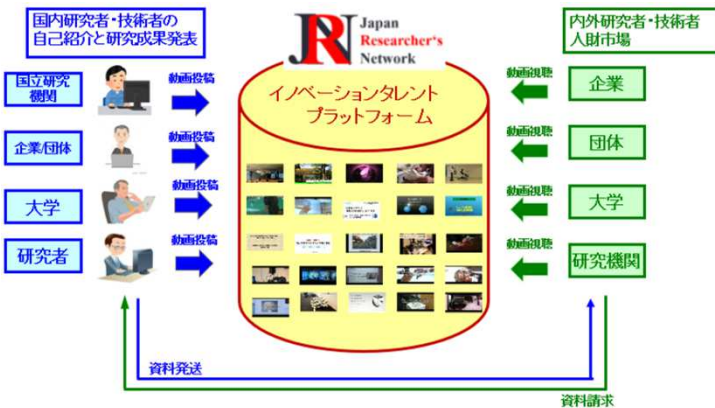 国内研究者・技術者の
自己紹介と研究成果発表
JRN
Japan
Researcher's
Network
内外研究者・技術者
人財市場
イノベーションタレント
プラットフォーム
国立研究
機関
動画投稿
企業/団体
動画投稿
大学
動画投稿
研究者
動画投稿
動画視聴
企業
動画視聴
団体
動画視聴
大学
動画視聴
研究機関
資料発送
資料請求